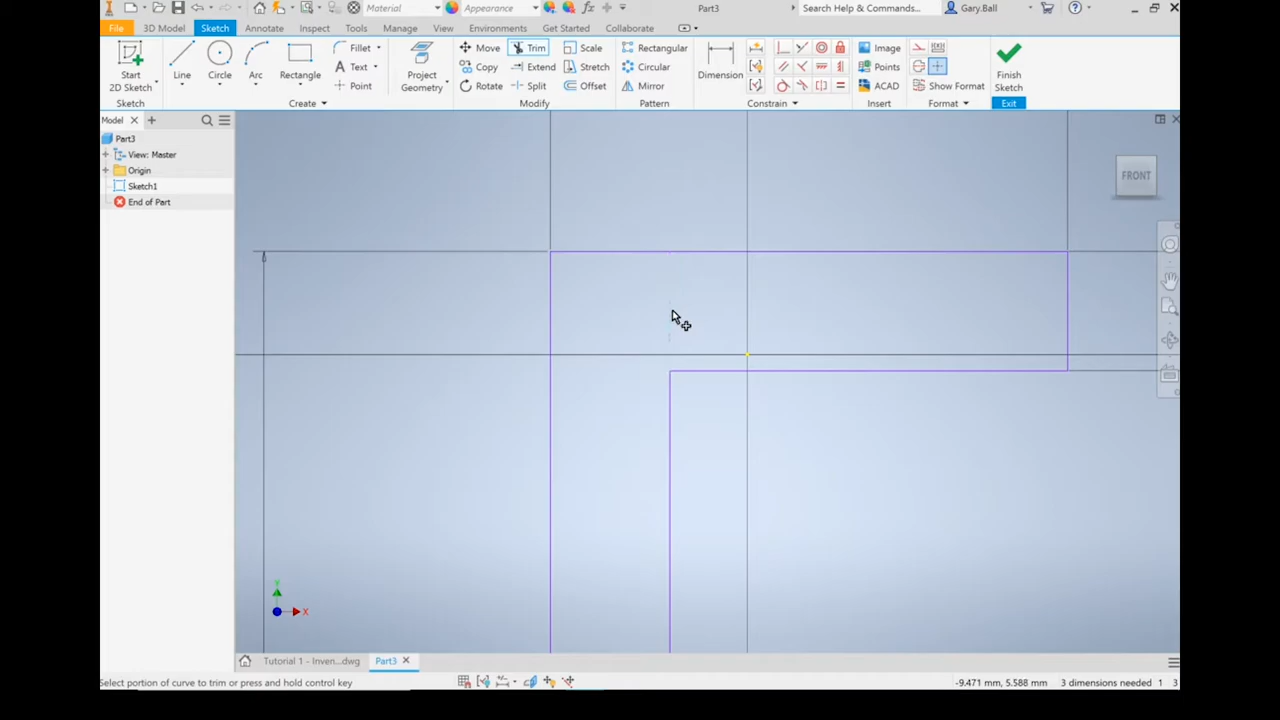 Material
Appearance
Part3
Search Help & Commands...
Gary.Ball
File
3D Model
Sketch
Annotate
Inspect
Tools
Manage
View
Environments
Get Started
Collaborate
Start
2D Sketch
Line
Circle
Arc
Rectangle
Fillet
Text
Point
Project
Geometry
Move
Copy
Rotate
Trim
Extend
Split
Scale
Stretch
Offset
Rectangular
Circular
Mirror
Dimension
Image
Points
ACAD
Show Format
Finish
Sketch
Sketch
Create
Modify
Pattern
Constrain
Insert
Format
Exit
Model
Part3
View: Master
Origin
Sketch1
End of Part
FRONT
Y
X
Tutorial 1 - Inven...dwg
Part3
Select portion of curve to trim or press and hold control key
-9.471 mm, 5.588 mm
3 dimensions needed
1
3